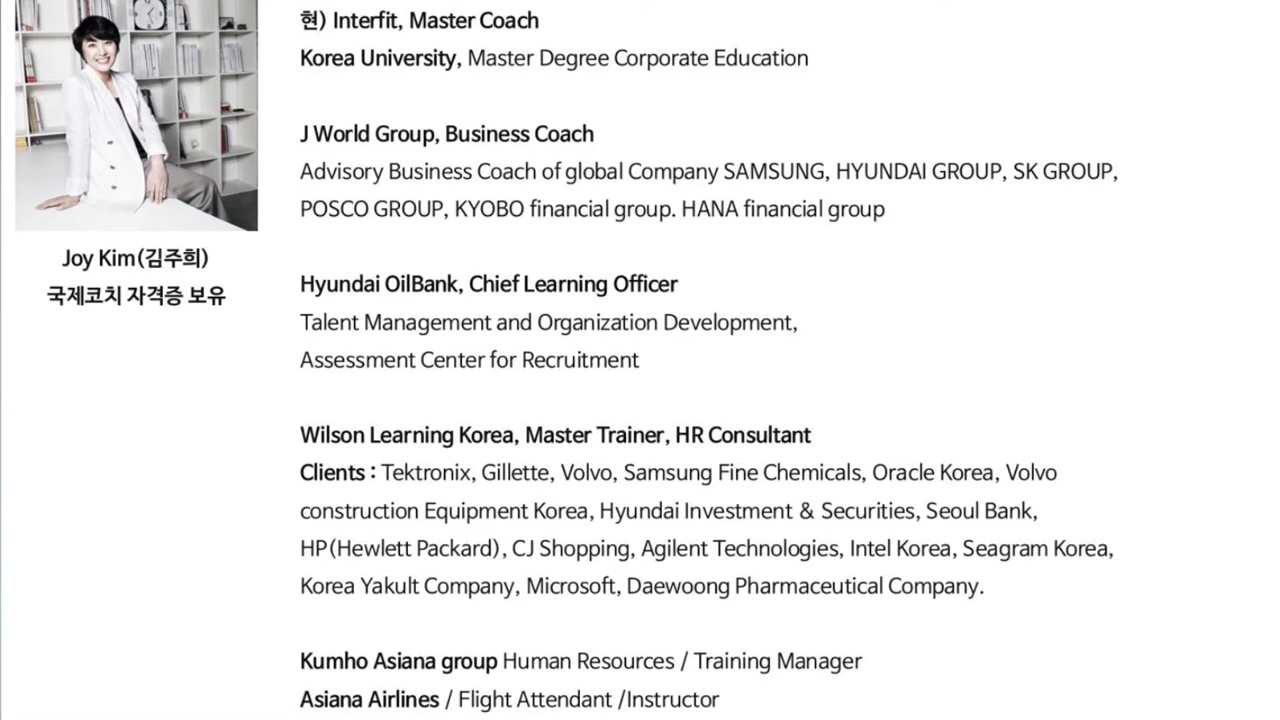 현) Interfit, Master Coach
Korea University, Master Degree Corporate Education
J World Group, Business Coach
Advisory Business Coach of global Company SAMSUNG, HYUNDAI GROUP, SK GROUP,
POSCO GROUP, KYOBO financial group. HANA financial group
Joy Kim(김주희)
국제코치 자격증 보유
Hyundai OilBank, Chief Learning Officer
Talent Management and Organization Development,
Assessment Center for Recruitment
Wilson Learning Korea, Master Trainer, HR Consultant
Clients : Tektronix, Gillette, Volvo, Samsung Fine Chemicals, Oracle Korea, Volvo
construction Equipment Korea, Hyundai Investment & Securities, Seoul Bank,
HP(Hewlett Packard), CJ Shopping, Agilent Technologies, Intel Korea, Seagram Korea,
Korea Yakult Company, Microsoft, Daewoong Pharmaceutical Company.
Kumho Asiana group Human Resources / Training Manager
Asiana Airlines / Flight Attendant /Instructor